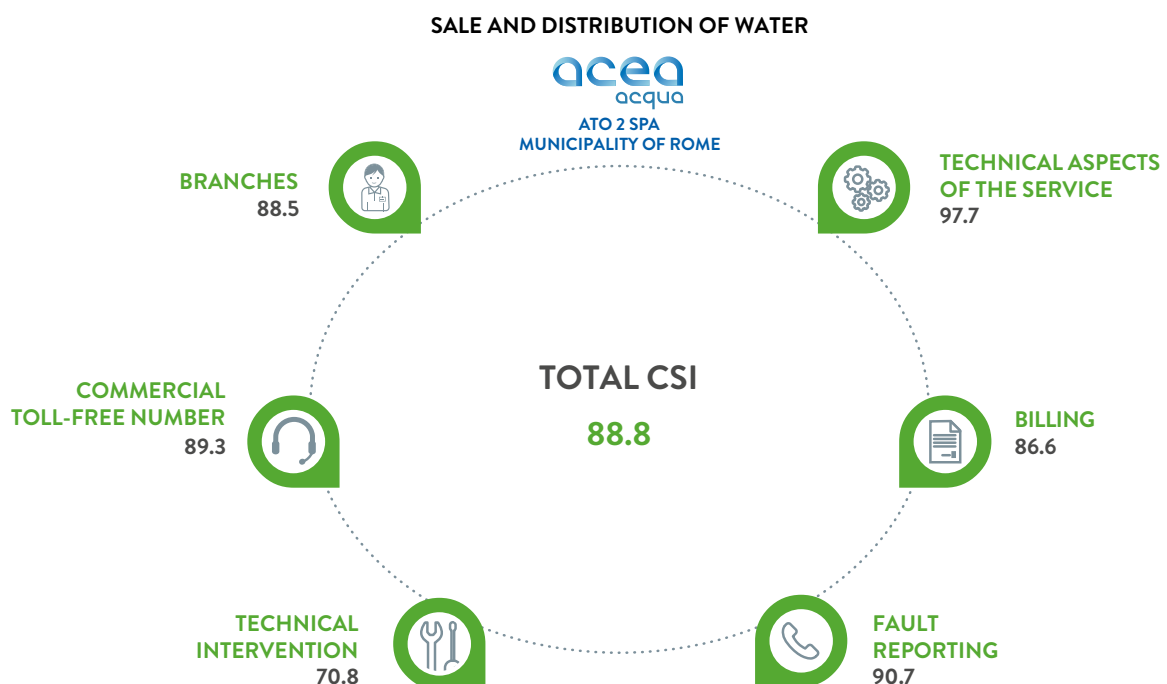 SALE AND DISTRIBUTION OF WATER
acea
acqua
ATO 2 SPA
MUNICIPALITY OF ROME
BRANCHES
88.5
TECHNICAL ASPECTS
OF THE SERVICE
97.7
COMMERCIAL
TOLL-FREE NUMBER
89.3
TOTAL CSI
88.8
BILLING
86.6
TECHNICAL
INTERVENTION
70.8
FAULT
REPORTING
90.7